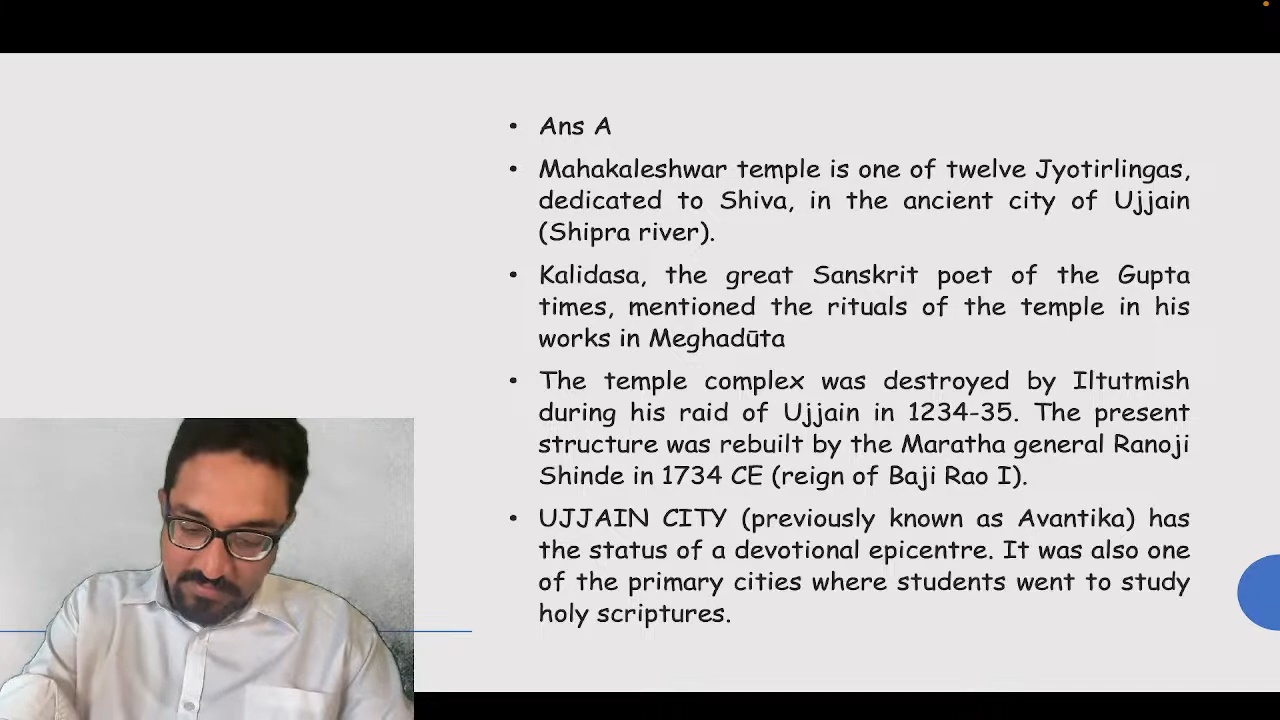 • Ans A
• Mahakaleshwar temple is one of twelve Jyotirlingas,
dedicated to Shiva, in the ancient city of Ujjain
(Shipra river).
• Kalidasa, the great Sanskrit poet of the Gupta
times, mentioned the rituals of the temple in his
works in Meghadūta
• The temple complex was destroyed by Iltutmish
during his raid of Ujjain in 1234-35. The present
structure was rebuilt by the Maratha general Ranoji
Shinde in 1734 CE (reign of Baji Rao I).
• UJJAIN CITY (previously known as Avantika) has
the status of a devotional epicentre. It was also one
of the primary cities where students went to study
holy scriptures.